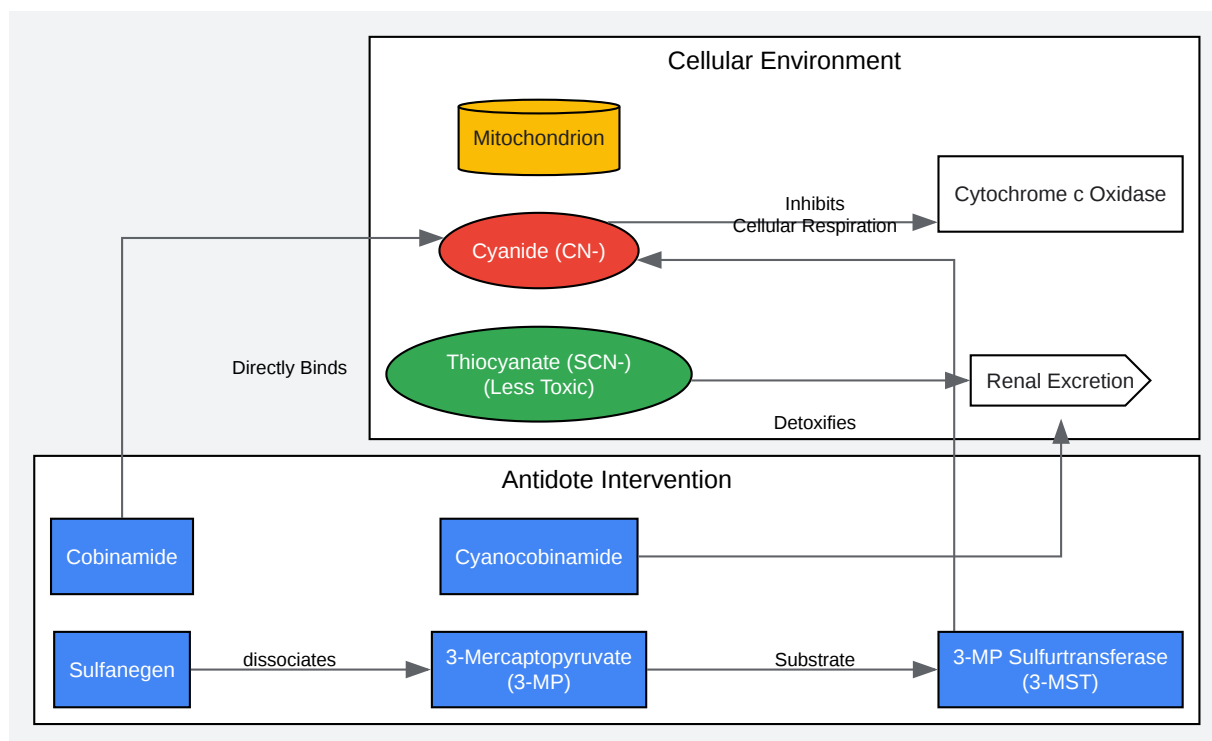 Cellular Environment
Mitochondrion
Cytochrome c Oxidase
Inhibits
Cellular Respiration
Cyanide (CN-)
Directly Binds
Thiocyanate (SCN-)
(Less Toxic)
Renal Excretion
Detoxifies
Antidote Intervention
Cobinamide
Cyanocobinamide
Sulfanegen
dissociates
3-Mercaptopyruvate
(3-MP)
Substrate
3-MP Sulfurtransferase
(3-MST)